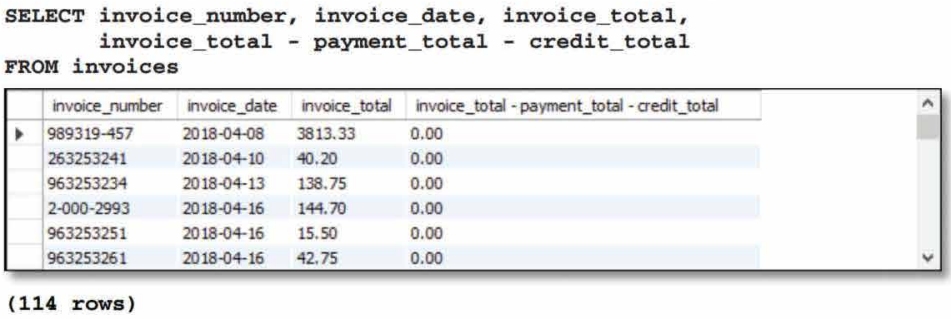 SELECT invoice_number, invoice_date, invoice_total,
invoice_total - payment_total - credit_total
FROM invoices
invoice_number invoice_date invoice_total invoice_total - payment_total - credit_total
989319-457 2018-04-08 3813.33 0.00
263253241 2018-04-10 40.20 0.00
963253234 2018-04-13 138.75 0.00
2-000-2993 2018-04-16 144.70 0.00
963253251 2018-04-16 15.50 0.00
963253261 2018-04-16 42.75 0.00
(114 rows)